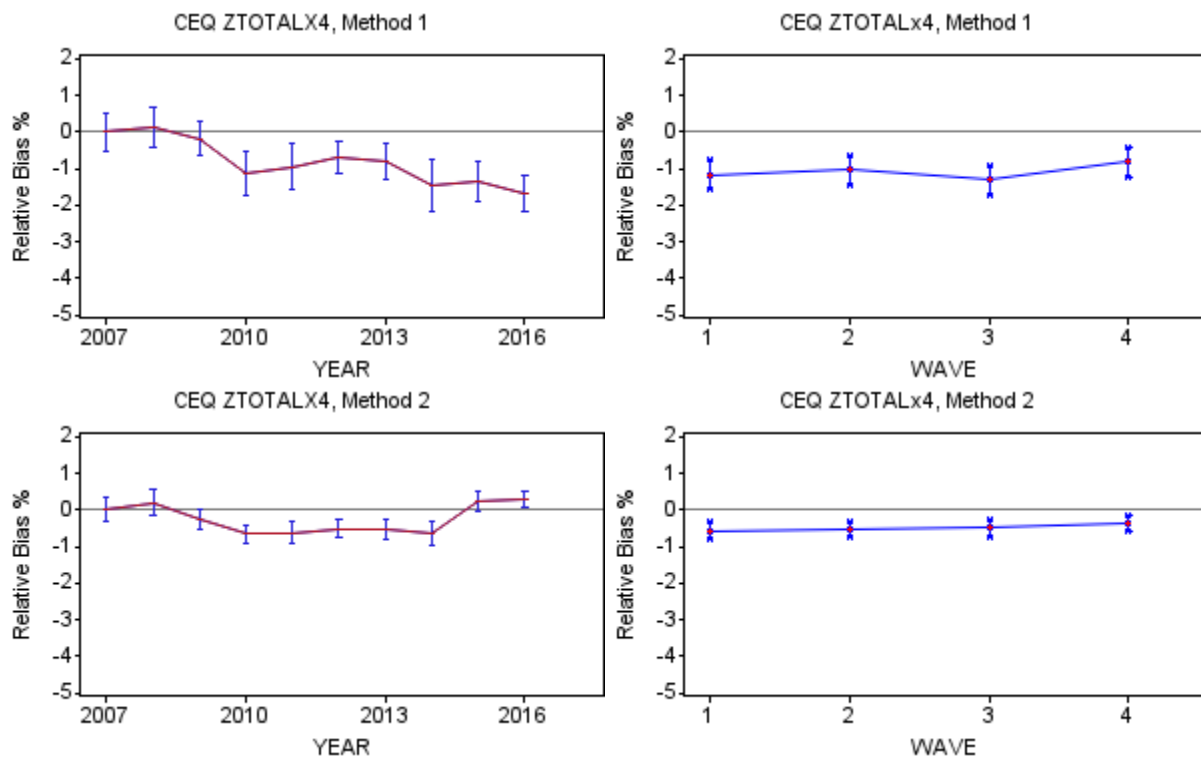 CEQ ZTOTALX4, Method 1
Relative Bias %
2
1
0
-1
-2
-3
-4
-5
2007 2010 2013 2016
YEAR
CEQ ZTOTALx4, Method 1
Relative Bias %
2
1
0
-1
-2
-3
-4
-5
1 2 3 4
WAVE
CEQ ZTOTALX4, Method 2
Relative Bias %
2
1
0
-1
-2
-3
-4
-5
2007 2010 2013 2016
YEAR
CEQ ZTOTALx4, Method 2
Relative Bias %
2
1
0
-1
-2
-3
-4
-5
1 2 3 4
WAVE